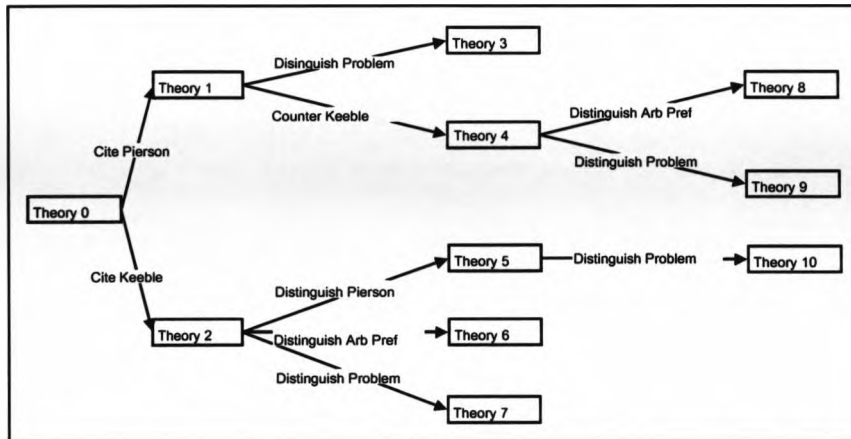 Theory 3
Disinguish Problem
Theory 1
Theory 8
Counter Keeble
Distinguish Arb Pref
Theory 4
Cite Pierson
Distinguish Problem
Theory 9
Theory 0
Theory 5
Distinguish Problem
Theory 10
Cite Keeble
Distinguish Pierson
Theory 2
Distinguish Arb Pref
Theory 6
Distinguish Problem
Theory 7